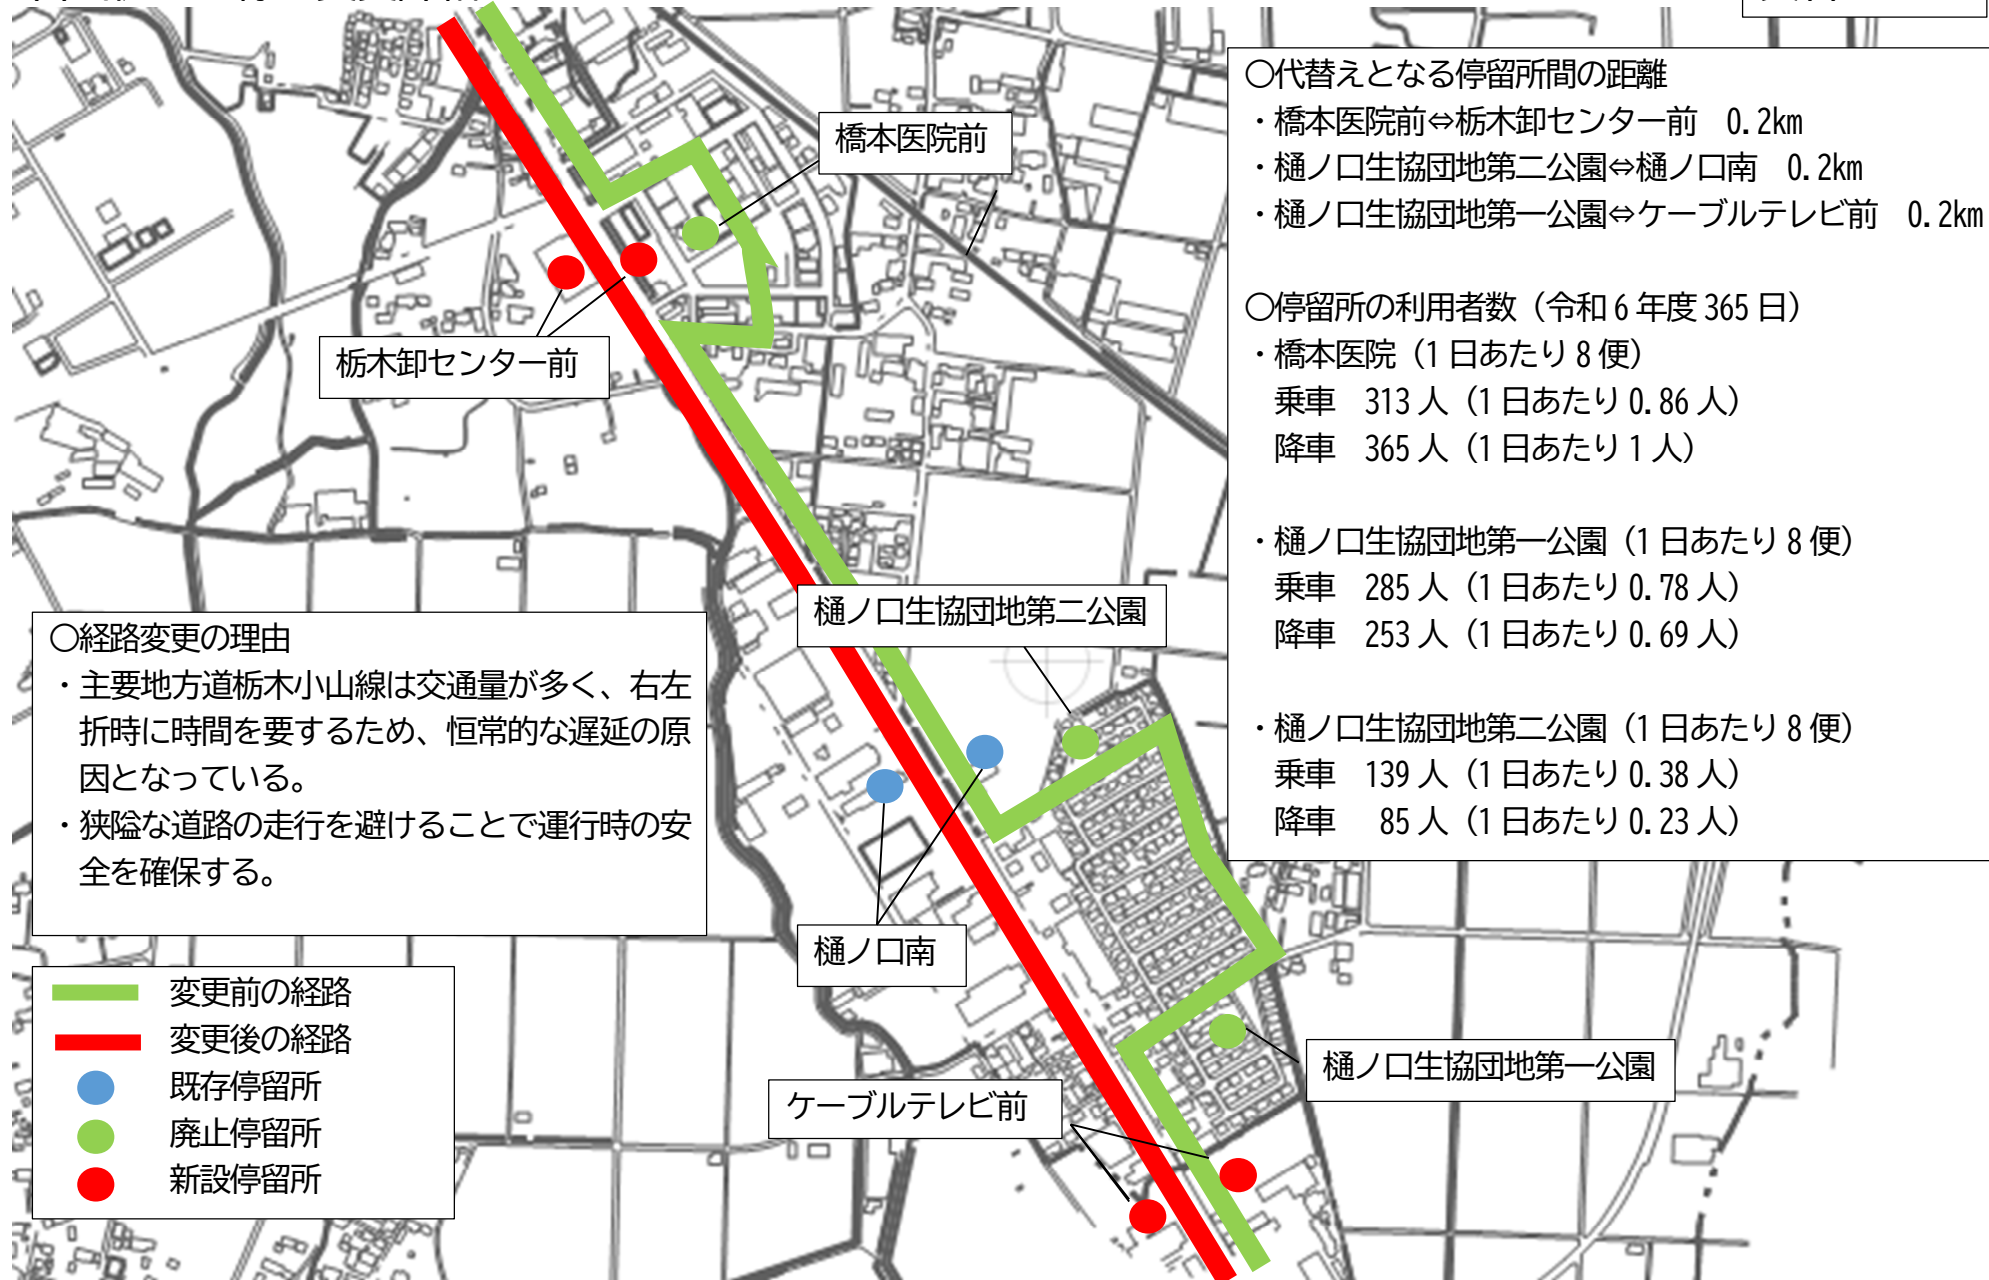 橋本医院前
栃木卸センター前
樋ノ口生協団地第二公園
樋ノ口南
ケーブルテレビ前
樋ノ口生協団地第一公園
〇代替えとなる停留所間の距離
・橋本医院前⇔栃木卸センター前 0.2km
・樋ノ口生協団地第二公園⇔樋ノ口南 0.2km
・樋ノ口生協団地第一公園⇔ケーブルテレビ前 0.2km
〇停留所の利用者数（令和6年度365日）
・橋本医院（1日あたり8便）
乗車 313人（1日あたり0.86人）
降車 365人（1日あたり1人）
・樋ノ口生協団地第一公園（1日あたり8便）
乗車 285人（1日あたり0.78人）
降車 253人（1日あたり0.69人）
・樋ノ口生協団地第二公園（1日あたり8便）
乗車 139人（1日あたり0.38人）
降車 85人（1日あたり0.23人）
〇経路変更の理由
・主要地方道栃木小山線は交通量が多く、右左
折時に時間を要するため、恒常的な遅延の原
因となっている。
・狭隘な道路の走行を避けることで運行時の安
全を確保する。
変更前の経路
変更後の経路
既存停留所
廃止停留所
新設停留所